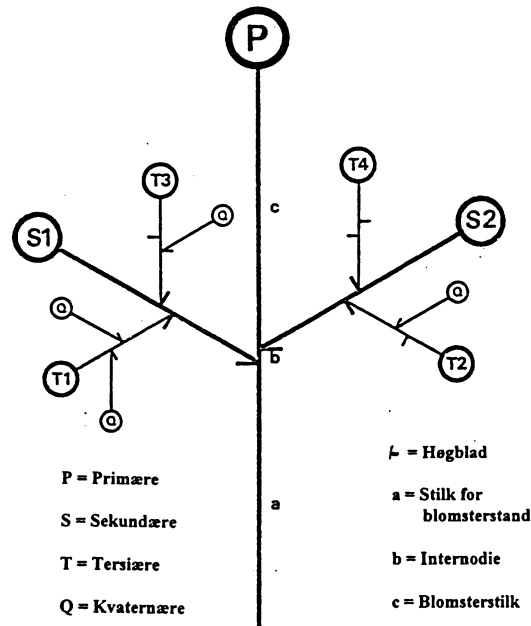 P
T3
T4
Q
c
S1
S2
Q
Q
b
T1
T2
Q
⊢ = Høgblad
P = Primære
a = Stilk for
blomsterstand
a
S = Sekundære
T = Tersiære
b = Internodie
Q = Kvaternære
c = Blomsterstilk